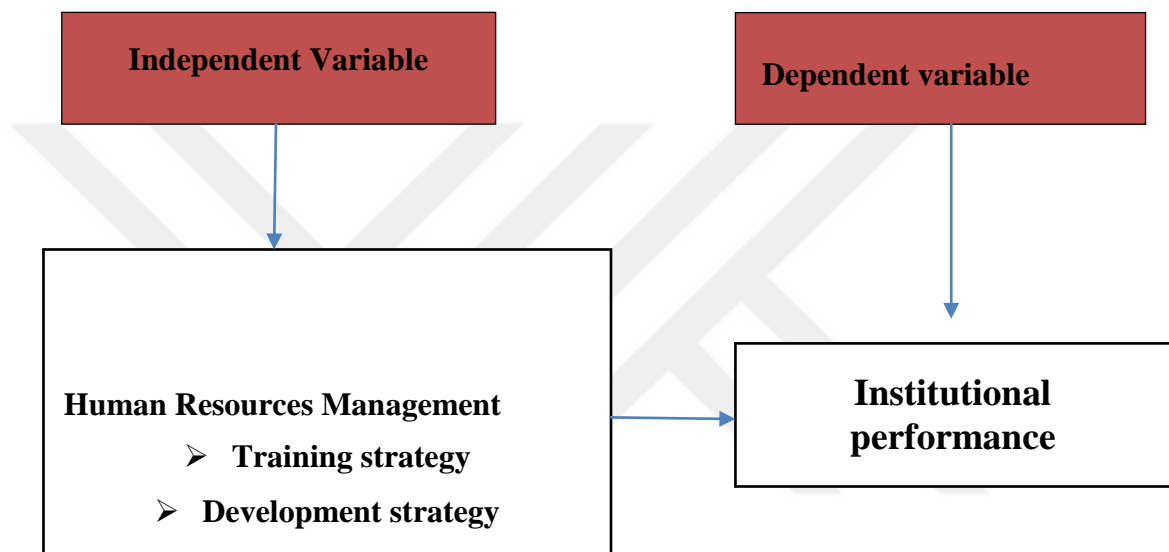 Independent Variable
Dependent variable
Human Resources Management
➢ Training strategy
➢ Development strategy
Institutional
performance